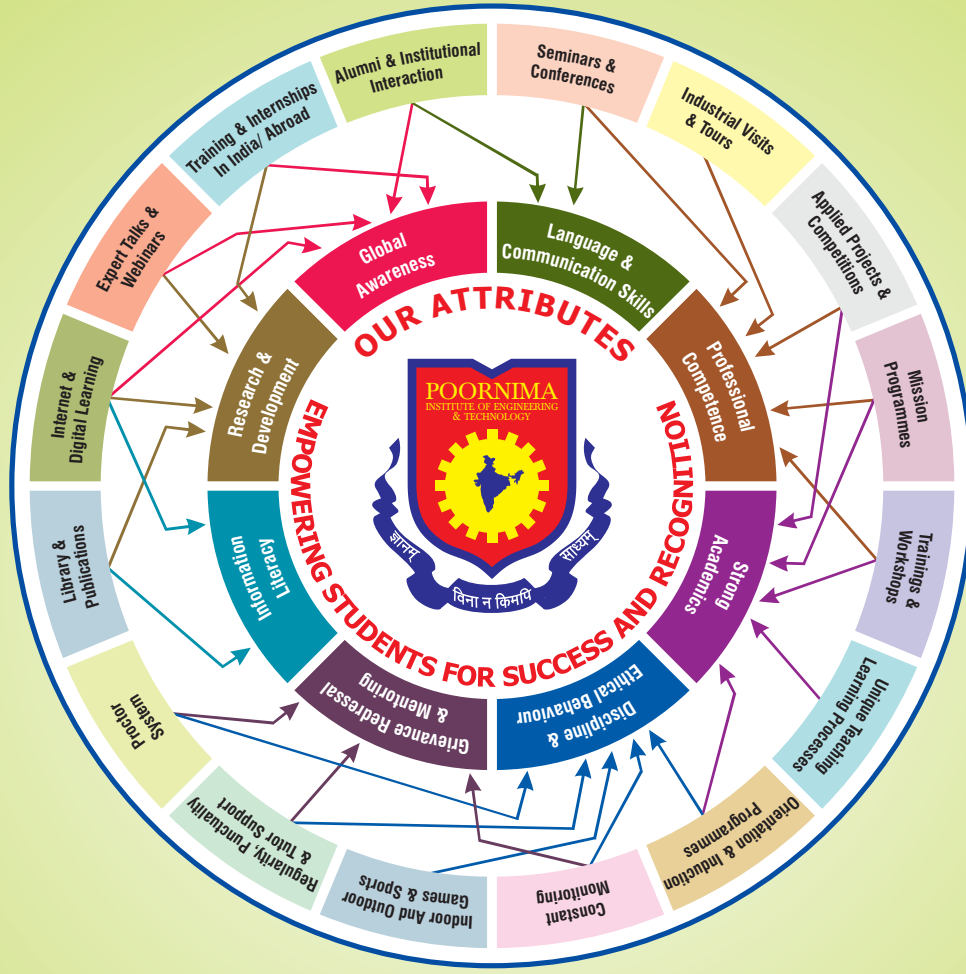 Seminars &
Conferences
Industrial Visits
& Tours
Applied Projects &
Competitions
Mission
Programmes
Trainings &
Workshops
Unique Teaching
Learning Processes
Orientation & Induction
Programmes
Constant
Monitoring
Indoor And Outdoor
Games & Sports
Regularity, Punctuality
& Tutor Support
Proctor
System
Library &
Publications
Internet &
Digital Learning
Expert Talks &
Webinars
Training & Internships
In India/ Abroad
Alumni & Institutional
Interaction
Language &
Communication Skills
Professional
Competence
Strong
Academics
Discipline &
Ethical Behaviour
Grievance Redressal
& Mentoring
Information
Literacy
Research &
Development
Global
Awareness
OUR ATTRIBUTES
EMPOWERING STUDENTS FOR SUCCESS AND RECOGNITION
POORNIMA
INSTITUTE OF ENGINEERING
& TECHNOLOGY
ज्ञानम् विना न किमपि साध्यम्